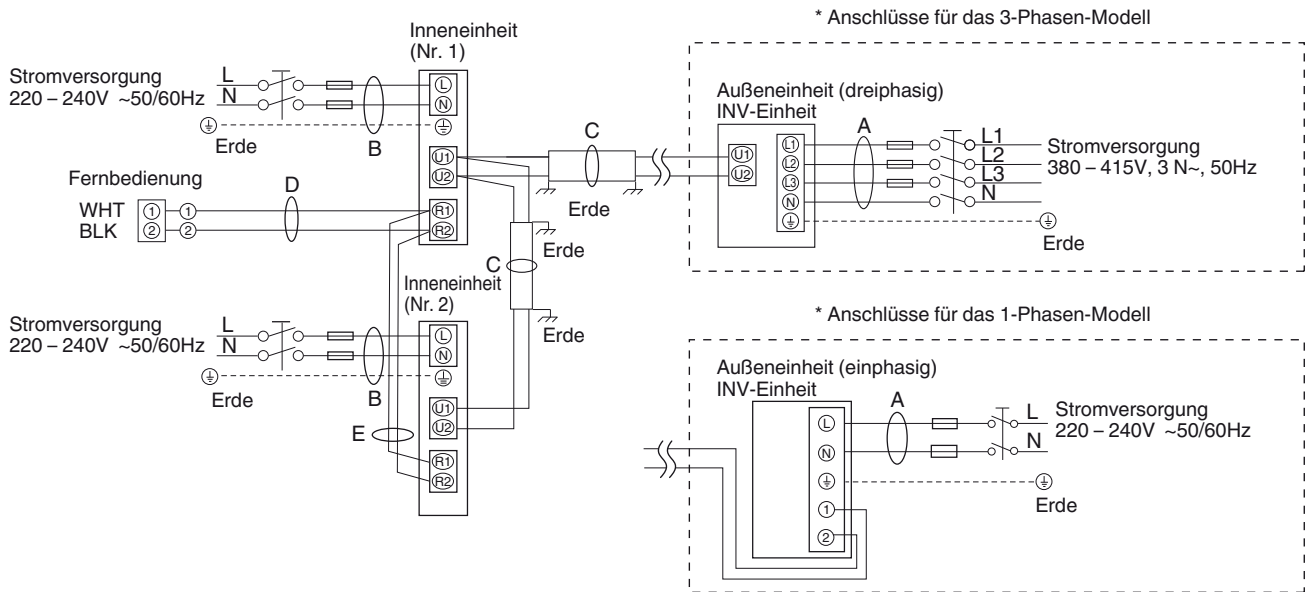 * Anschlüsse für das 3-Phasen-Modell
Inneneinheit
(Nr. 1)
Stromversorgung
220 – 240V ~50/60Hz
L
N
Erde
B
L
N
U1
U2
R1
R2
C
Erde
Außeneinheit (dreiphasig)
INV-Einheit
U1
U2
L1
L2
L3
N
A
L1
L2
L3
N
Stromversorgung
380 – 415V, 3 N~, 50Hz
Erde
Fernbedienung
D
WHT 1 1
BLK 2 2
Erde
C
Erde
Inneneinheit
(Nr. 2)
Stromversorgung
220 – 240V ~50/60Hz
L
N
Erde
B
L
N
U1
U2
E
R1
R2
* Anschlüsse für das 1-Phasen-Modell
Außeneinheit (einphasig)
INV-Einheit
L
N
1
2
A
L
N
Stromversorgung
220 – 240V ~50/60Hz
Erde